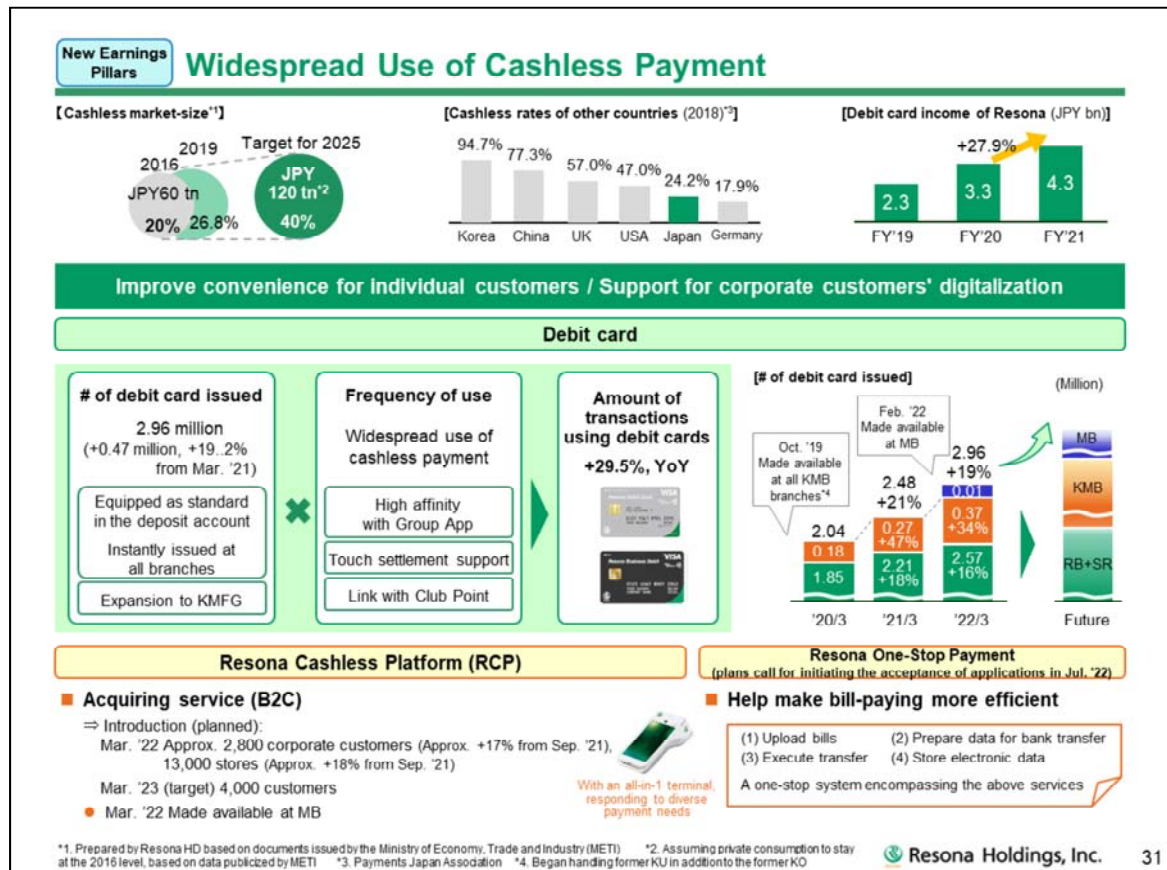 New Earnings
Pillars
Widespread Use of Cashless Payment
【Cashless market-size*1】
2016
2019
Target for 2025
JPY60 tn
20%
26.8%
JPY
120 tn*2
40%
[Cashless rates of other countries (2018)*3]
94.7%
77.3%
57.0%
47.0%
24.2%
17.9%
Korea
China
UK
USA
Japan
Germany
[Debit card income of Resona (JPY bn)]
+27.9%
2.3
3.3
4.3
FY'19
FY'20
FY'21
Improve convenience for individual customers / Support for corporate customers' digitalization
Debit card
# of debit card issued
2.96 million
(+0.47 million, +19..2%
from Mar. '21)
Equipped as standard
in the deposit account
Instantly issued at
all branches
Expansion to KMFG
Frequency of use
Widespread use of
cashless payment
High affinity
with Group App
Touch settlement support
Link with Club Point
Amount of
transactions
using debit cards
+29.5%, YoY
VISA
VISA
[# of debit card issued]
(Million)
Oct. '19
Made available
at all KMB
branches*4
Feb. '22
Made available
at MB
2.04
0.18
1.85
2.48
+21%
0.27
+47%
2.21
+18%
2.96
+19%
0.01
0.37
+34%
2.57
+16%
MB
KMB
RB+SR
'20/3
'21/3
'22/3
Future
Resona Cashless Platform (RCP)
■ Acquiring service (B2C)
⇒ Introduction (planned):
Mar. '22 Approx. 2,800 corporate customers (Approx. +17% from Sep. '21),
13,000 stores (Approx. +18% from Sep. '21)
Mar. '23 (target) 4,000 customers
● Mar. '22 Made available at MB
With an all-in-1 terminal,
responding to diverse
payment needs
Resona One-Stop Payment
(plans call for initiating the acceptance of applications in Jul. '22)
■ Help make bill-paying more efficient
(1) Upload bills
(2) Prepare data for bank transfer
(3) Execute transfer
(4) Store electronic data
A one-stop system encompassing the above services
*1. Prepared by Resona HD based on documents issued by the Ministry of Economy, Trade and Industry (METI) *2. Assuming private consumption to stay
at the 2016 level, based on data publicized by METI *3. Payments Japan Association *4. Began handling former KU in addition to the former KO
Resona Holdings, Inc.
31